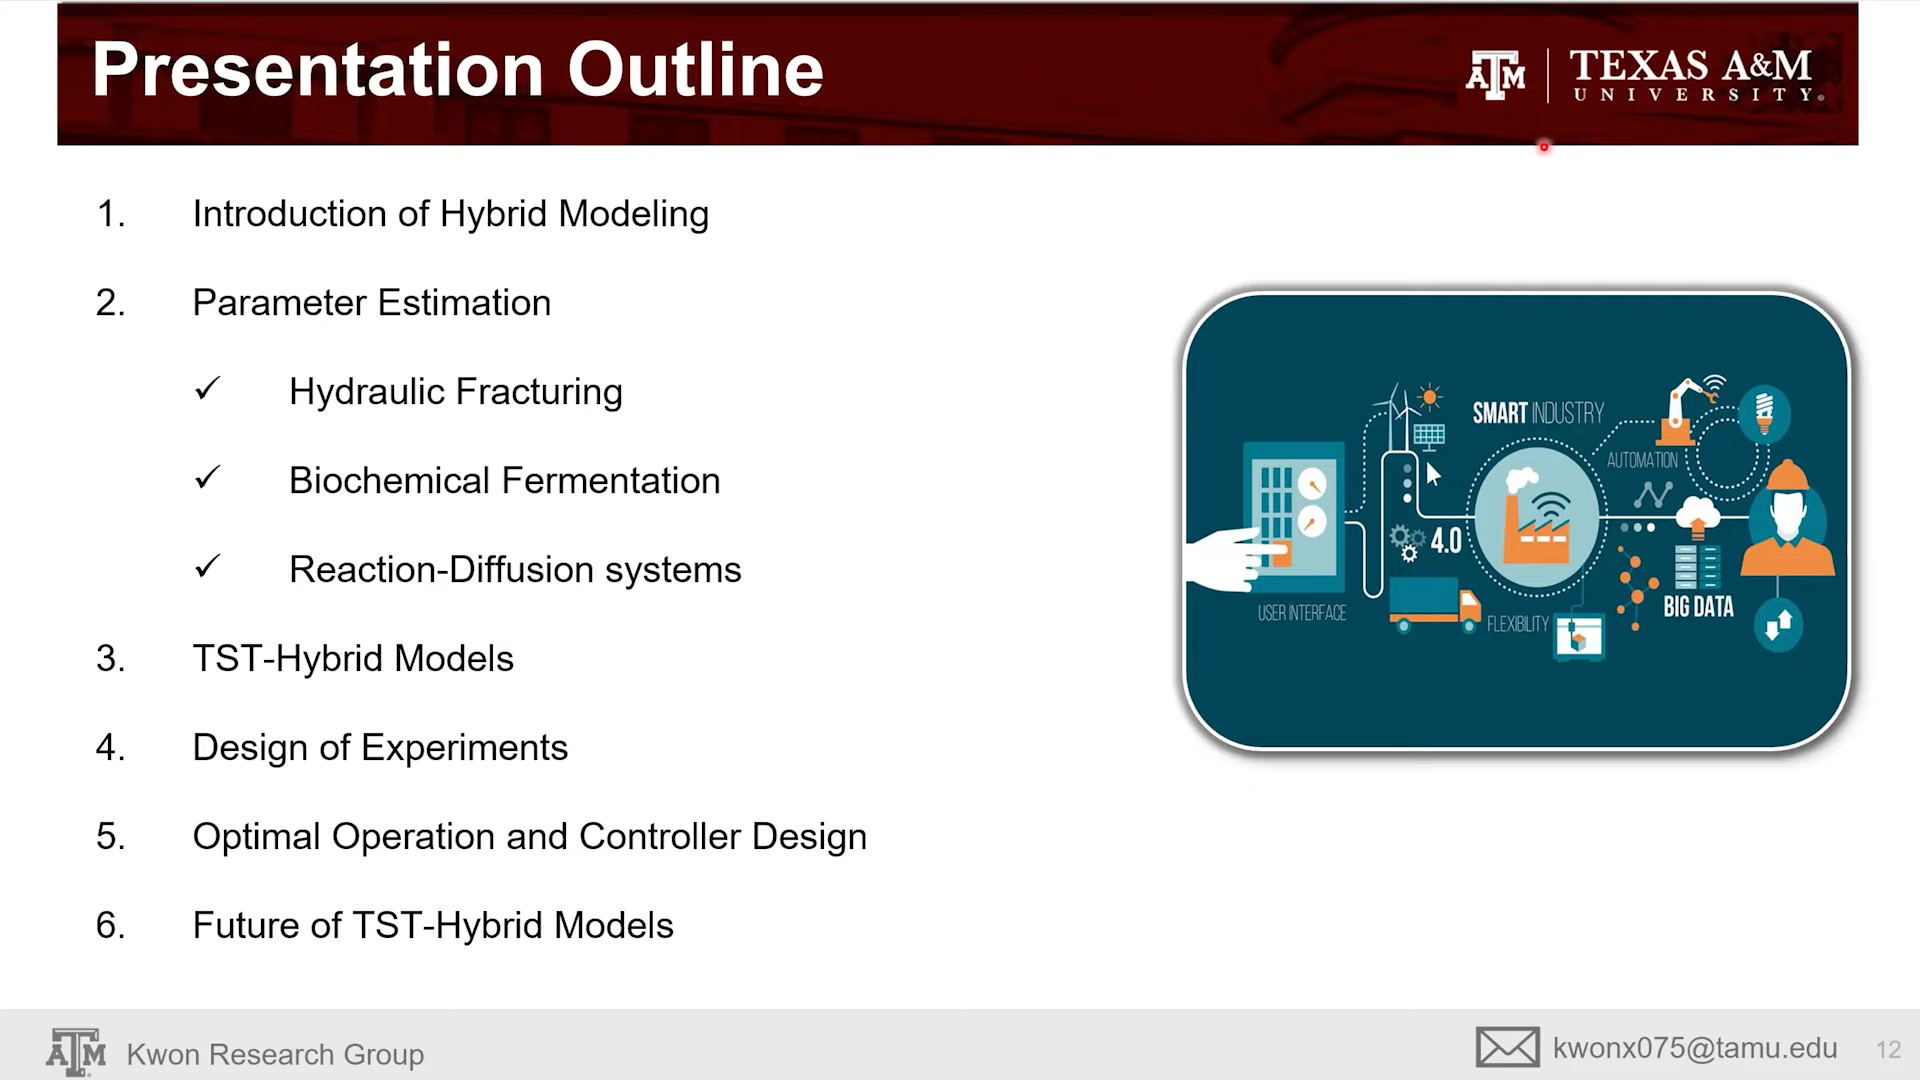 Presentation Outline
ATM
TEXAS A&M
UNIVERSITY®
1. Introduction of Hybrid Modeling
2. Parameter Estimation
✓ Hydraulic Fracturing
✓ Biochemical Fermentation
✓ Reaction-Diffusion systems
3. TST-Hybrid Models
4. Design of Experiments
5. Optimal Operation and Controller Design
6. Future of TST-Hybrid Models
SMART INDUSTRY
AUTOMATION
4.0
BIG DATA
USER INTERFACE
FLEXIBILITY
ATM
Kwon Research Group
kwonx075@tamu.edu
12